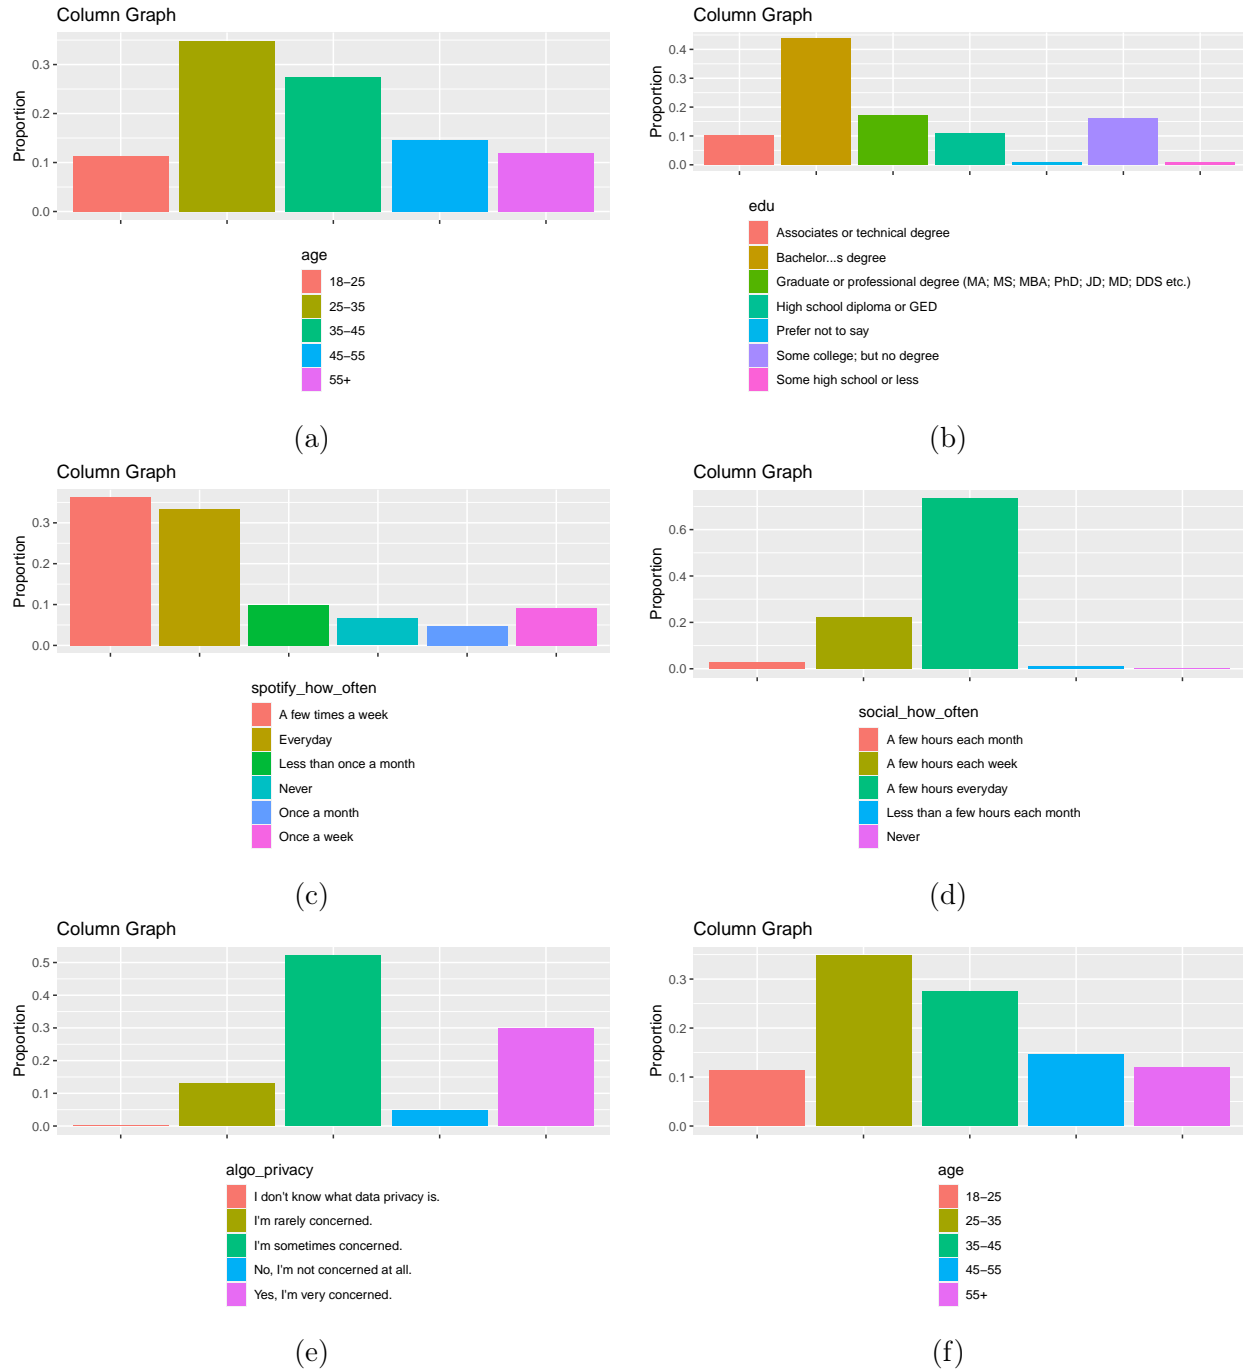 Column Graph
Proportion
0.3
0.2
0.1
0.0
age
18−25
25−35
35−45
45−55
55+
(a)
Column Graph
Proportion
0.4
0.3
0.2
0.1
0.0
edu
Associates or technical degree
Bachelor...s degree
Graduate or professional degree (MA; MS; MBA; PhD; JD; MD; DDS etc.)
High school diploma or GED
Prefer not to say
Some college; but no degree
Some high school or less
(b)
Column Graph
Proportion
0.3
0.2
0.1
0.0
spotify_how_often
A few times a week
Everyday
Less than once a month
Never
Once a month
Once a week
(c)
Column Graph
Proportion
0.6
0.4
0.2
0.0
social_how_often
A few hours each month
A few hours each week
A few hours everyday
Less than a few hours each month
Never
(d)
Column Graph
Proportion
0.5
0.4
0.3
0.2
0.1
0.0
algo_privacy
I don't know what data privacy is.
I'm rarely concerned.
I'm sometimes concerned.
No, I'm not concerned at all.
Yes, I'm very concerned.
(e)
Column Graph
Proportion
0.3
0.2
0.1
0.0
age
18−25
25−35
35−45
45−55
55+
(f)